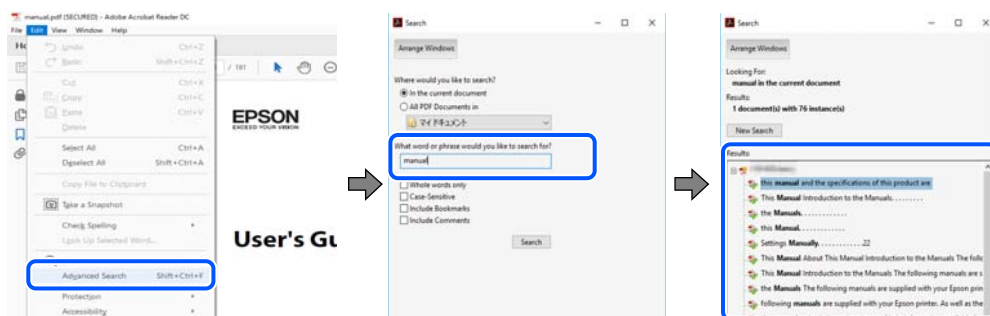 manual.pdf (SECURED) - Adobe Acrobat Reader DC
File Edit View Window Help
Undo Ctrl+Z
Redo Shift+Ctrl+Z
Cut Ctrl+X
Copy Ctrl+C
Paste Ctrl+V
Delete
Select All Ctrl+A
Deselect All Shift+Ctrl+A
Copy File to Clipboard
Take a Snapshot
Check Spelling
Look Up Selected Word...
Advanced Search Shift+Ctrl+F
Protection
Accessibility
/ 191
EPSON
EXCEED YOUR VISION
User's Gu
Search
Arrange Windows
Where would you like to search?
In the current document
All PDF Documents in
マイ ドキュメント
What word or phrase would you like to search for?
manual
Whole words only
Case-Sensitive
Include Bookmarks
Include Comments
Search
Search
Arrange Windows
Looking For:
manual in the current document
Results:
1 document(s) with 76 instance(s)
New Search
Results:
this manual and the specifications of this product are
This Manual Introduction to the Manuals. . . . . . . . .
the Manuals. . . . . . . . . . . . .
this Manual. . . . . . . . . . . . .
Settings Manually. . . . . . . . . . . . .22
This Manual About This Manual Introduction to the Manuals The follo
This Manual Introduction to the Manuals The following manuals are s
the Manuals The following manuals are supplied with your Epson prin
following manuals are supplied with your Epson printer. As well as the